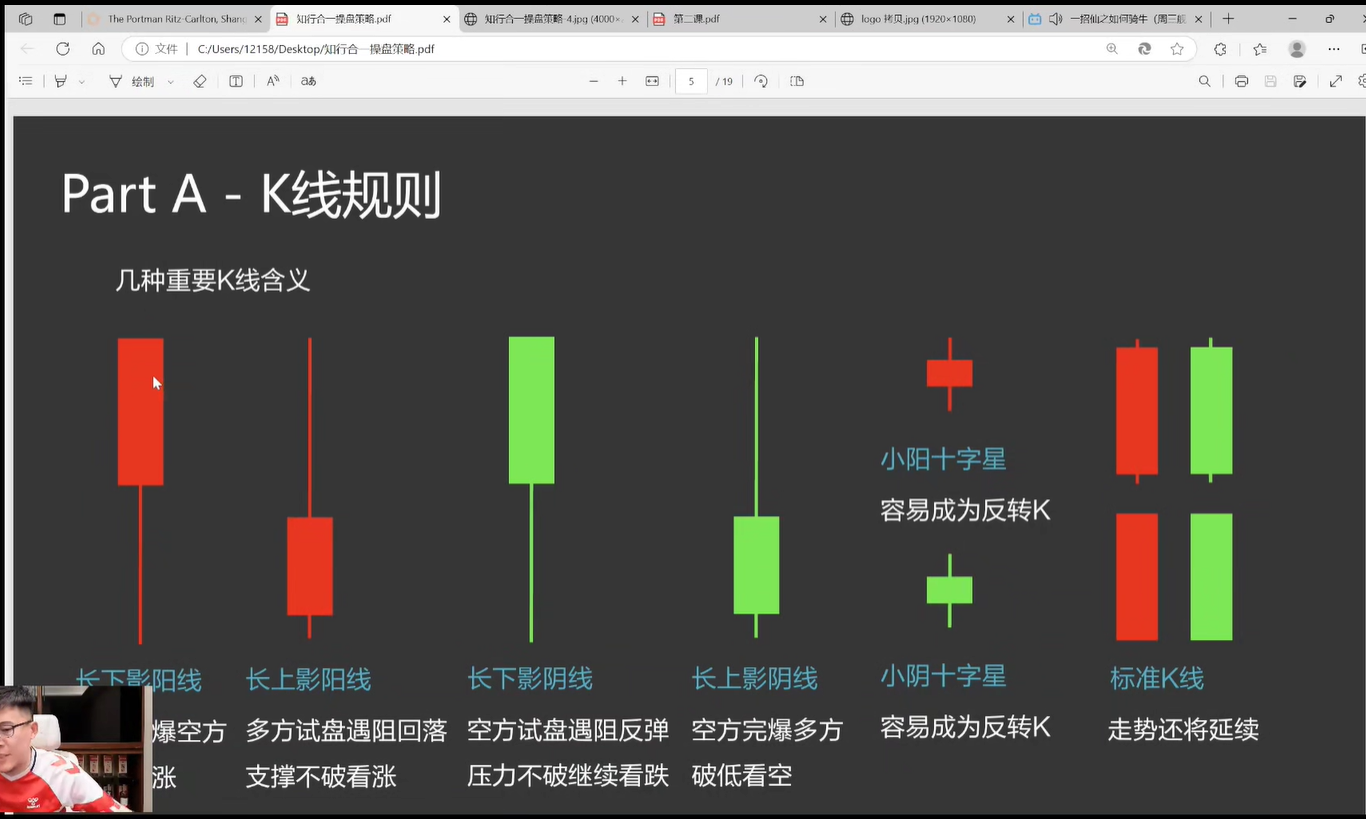 The Portman Ritz-Carlton, Shang
知行合一操盘策略.pdf
知行合一操盘策略-4.jpg (4000×
第二课.pdf
logo 拷贝.jpg (1920×1080)
一招仙之如何骑牛（周三
文件
C:/Users/12158/Desktop/知行合一操盘策略.pdf
绘制
aあ
5
/ 19
Part A - K线规则
几种重要K线含义
小阳十字星
容易成为反转K
长下影阳线
长上影阳线
长下影阴线
长上影阴线
小阴十字星
标准K线
爆空方
多方试盘遇阻回落
空方试盘遇阻反弹
空方完爆多方
容易成为反转K
走势还将延续
涨
支撑不破看涨
压力不破继续看跌
破低看空